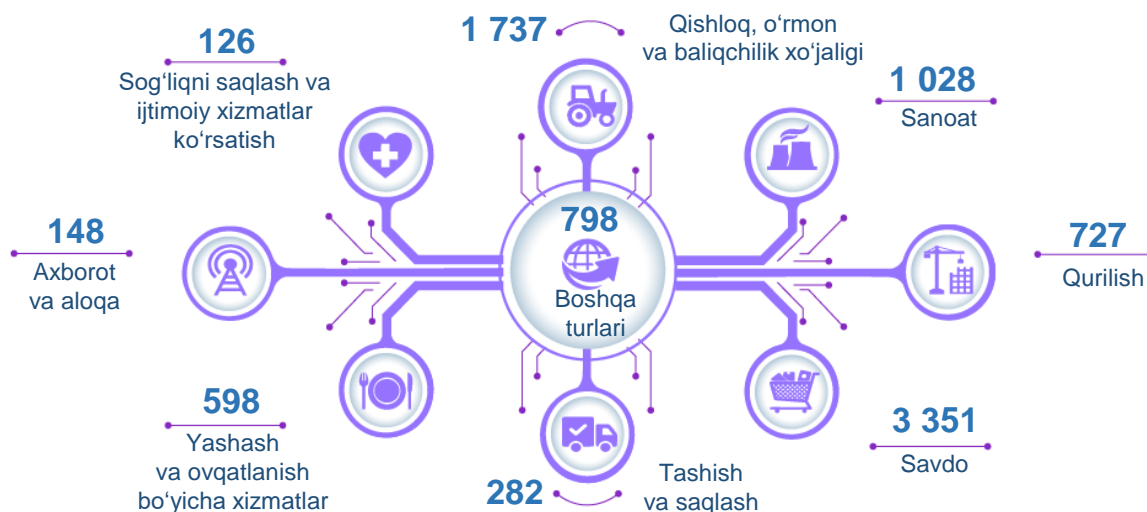 1 737
Qishloq, o‘rmon
va baliqchilik xo‘jaligi
126
Sog‘liqni saqlash va
ijtimoiy xizmatlar
ko‘rsatish
1 028
Sanoat
148
Axborot
va aloqa
798
Boshqa
turlari
727
Qurilish
598
Yashash
va ovqatlanish
bo‘yicha xizmatlar
3 351
Savdo
282
Tashish
va saqlash